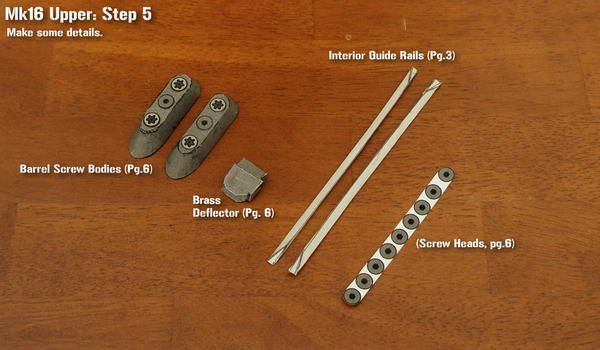 Mk16 Upper: Step 5
Make some details.
Interior Guide Rails (Pg.3)
Barrel Screw Bodies (Pg.6)
Brass
Deflector (Pg. 6)
(Screw Heads, pg.6)